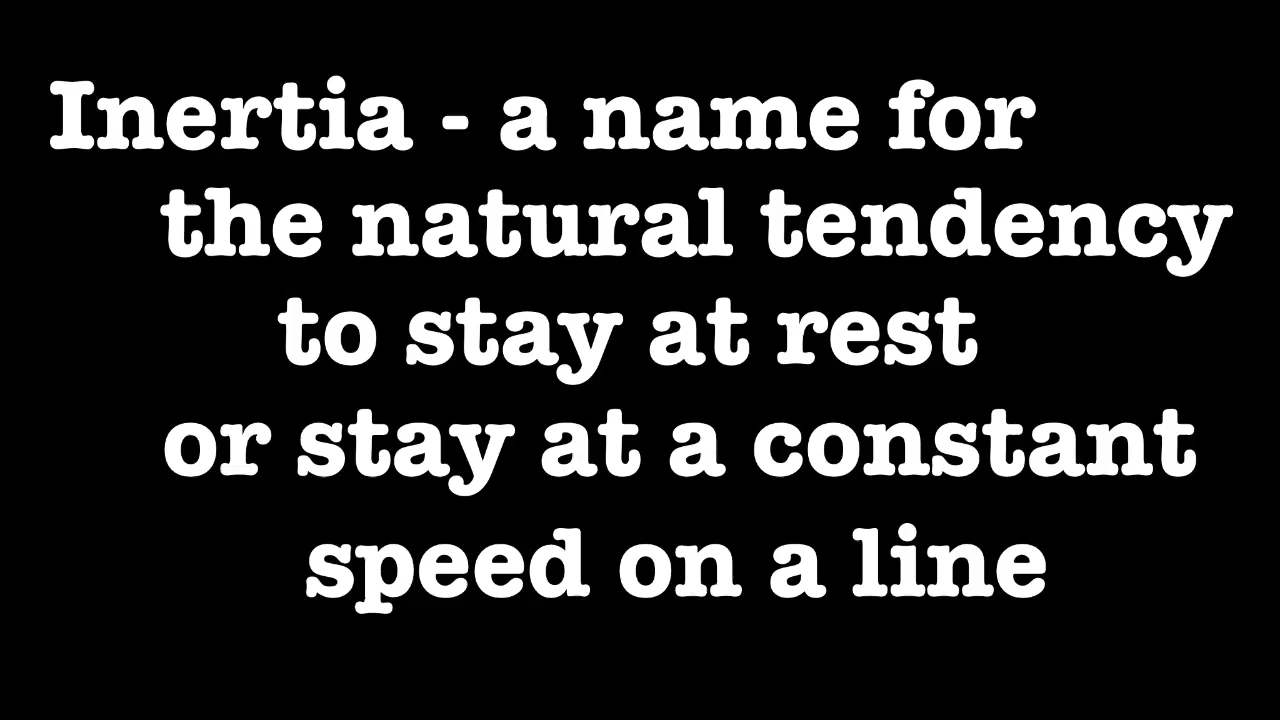 Inertia - a name for
the natural tendency
to stay at rest
or stay at a constant
speed on a line